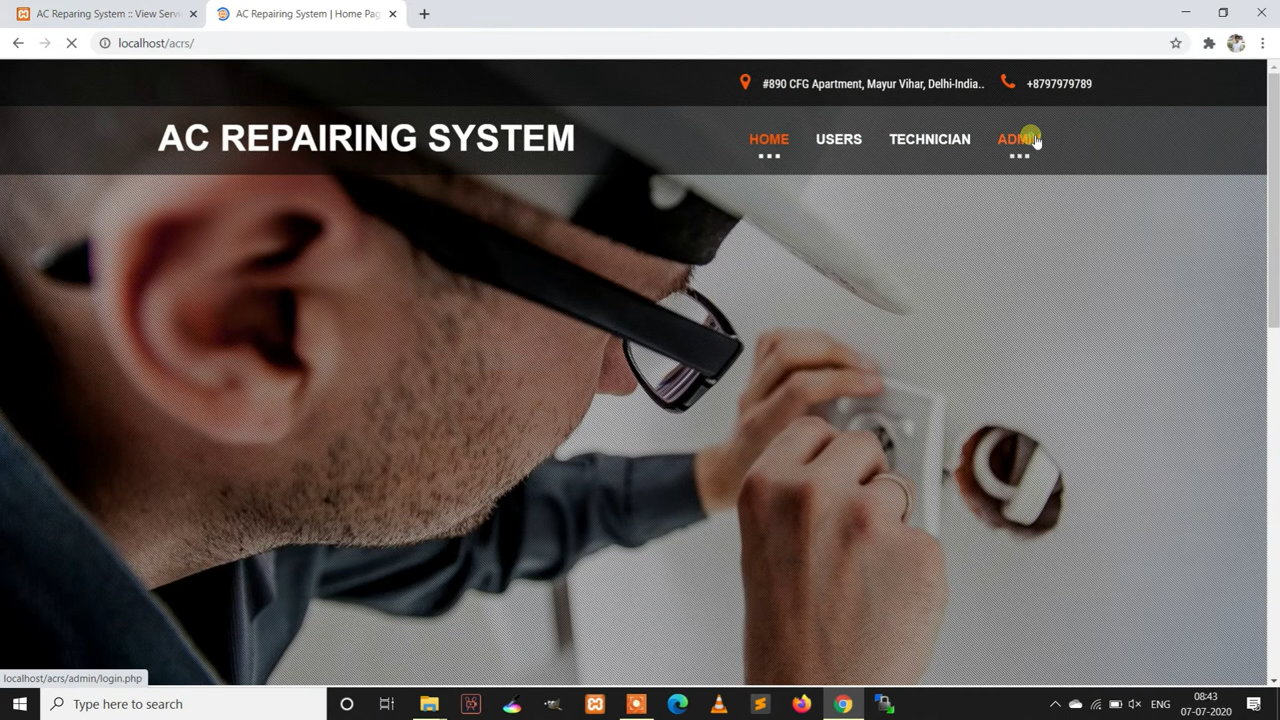 AC Reparing System :: View Serv
AC Repairing System | Home Pag
localhost/acrs/
#890 CFG Apartment, Mayur Vihar, Delhi-India..
+8797979789
AC REPAIRING SYSTEM
HOME
USERS
TECHNICIAN
ADMIN
localhost/acrs/admin/login.php
Type here to search
ENG
08:43
07-07-2020